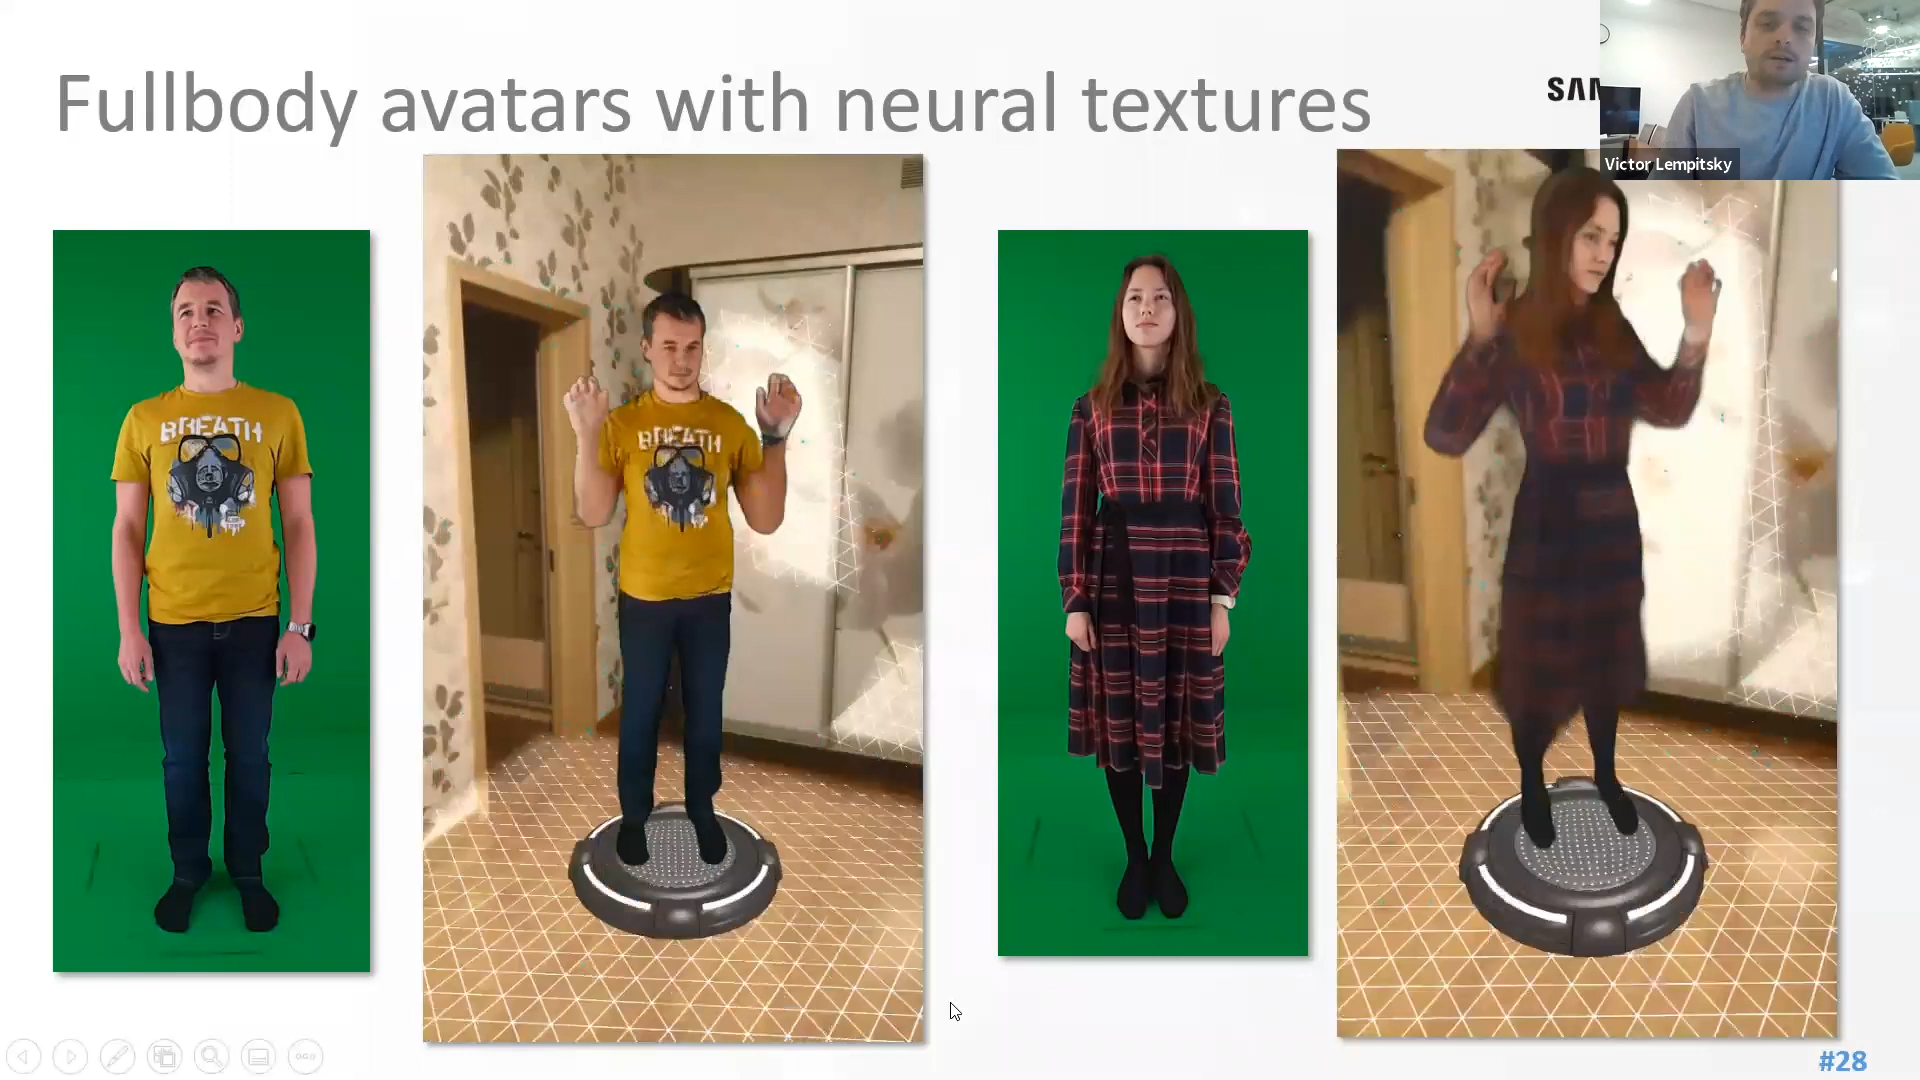 Fullbody avatars with neural textures
SAM
Victor Lempitsky
BREATH
BREATH
#28